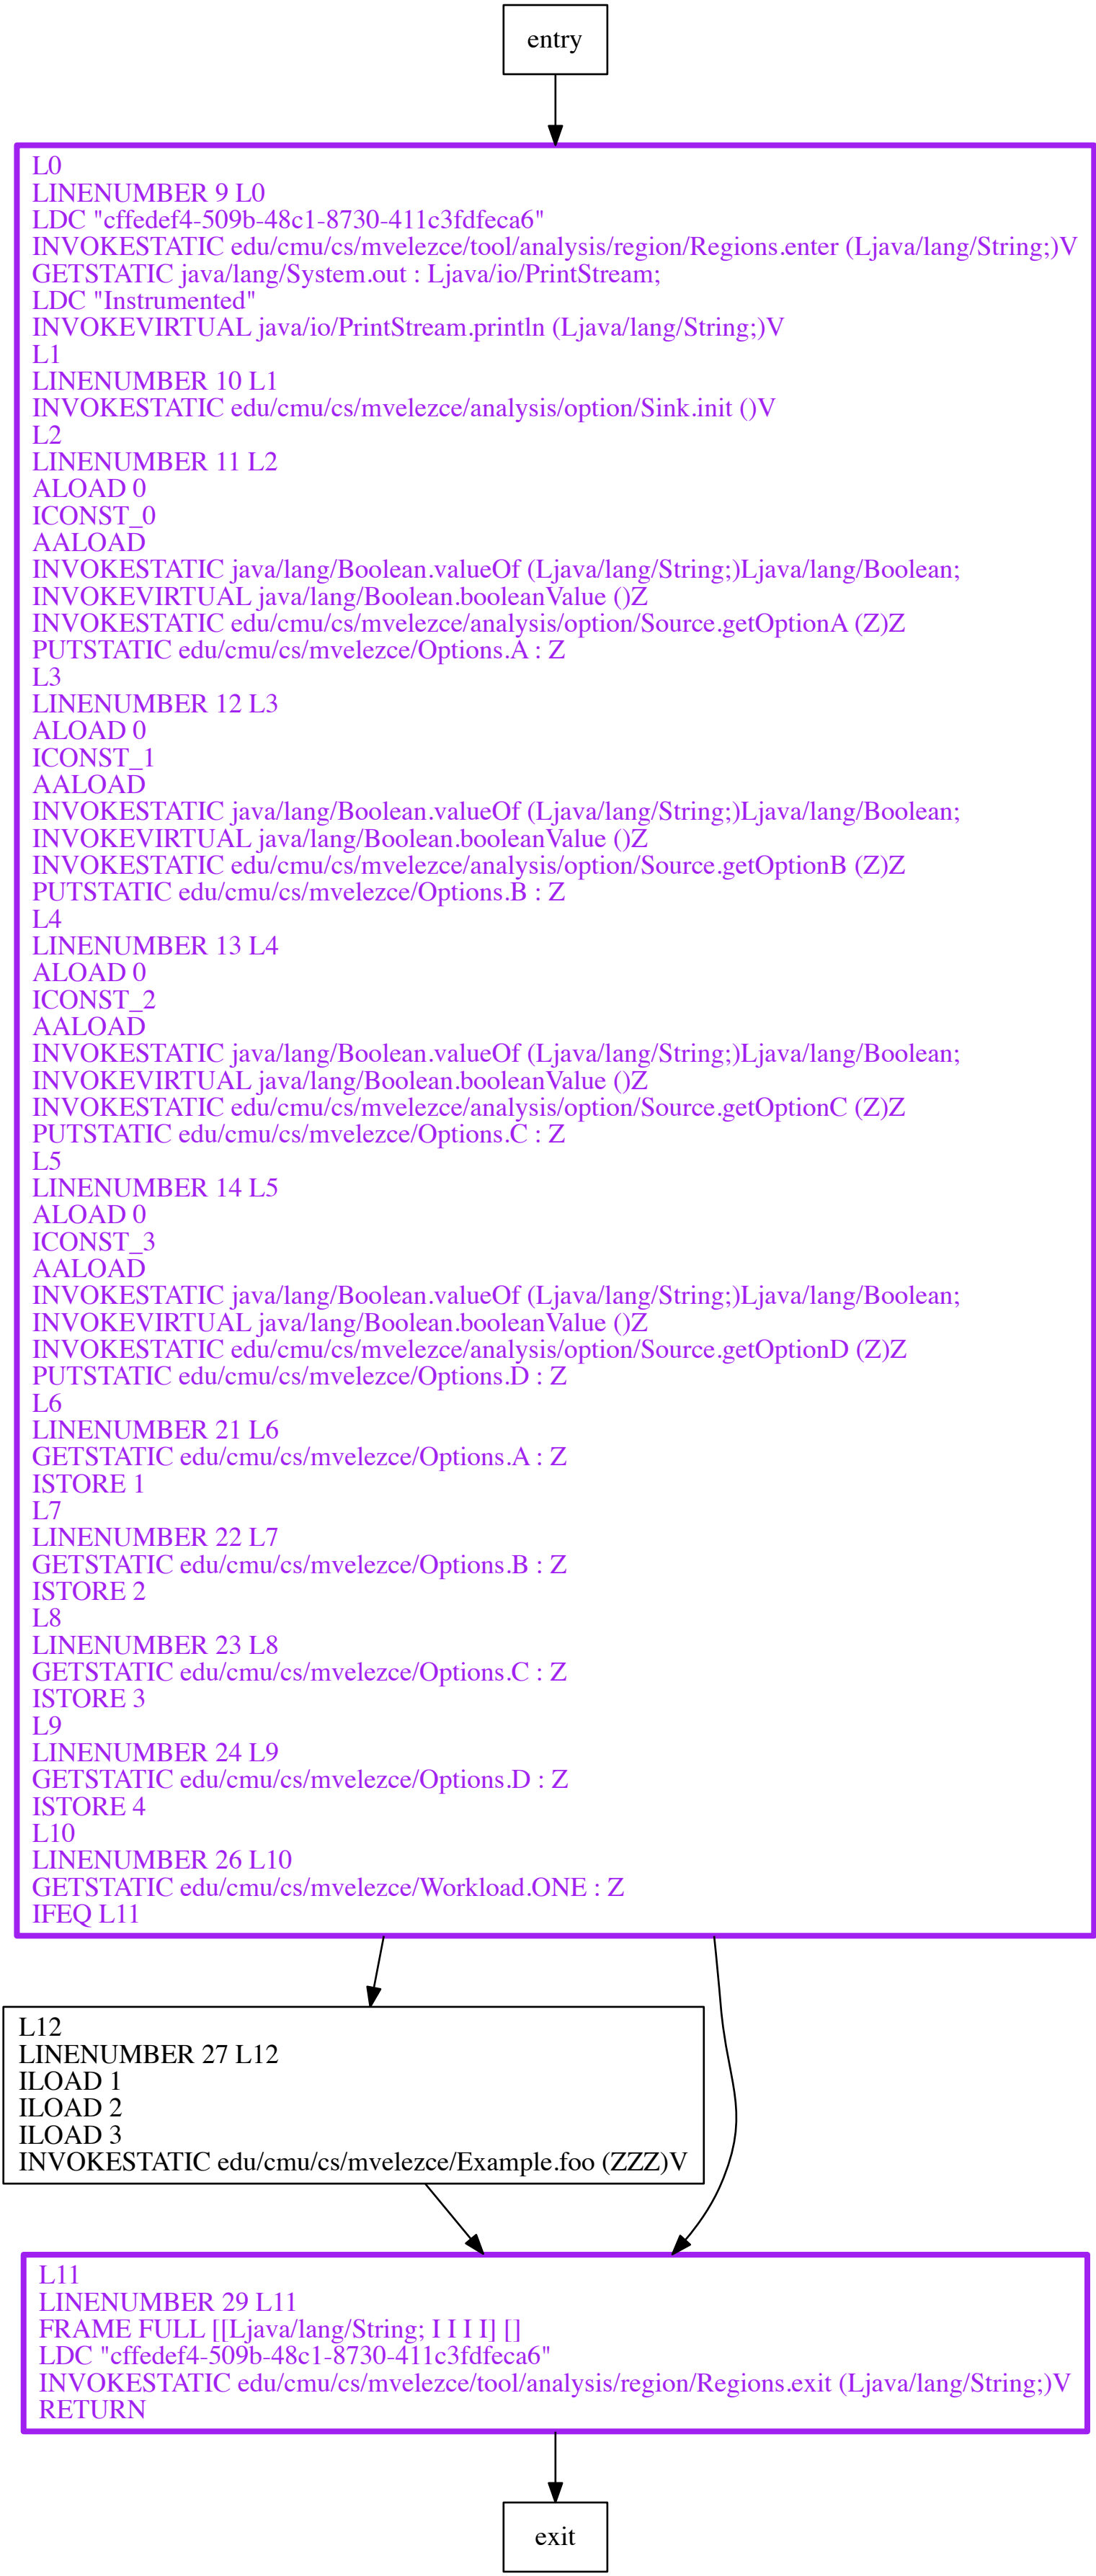 entry
L0
LINENUMBER 9 L0
LDC "cffedef4-509b-48c1-8730-411c3fdfeca6"
INVOKESTATIC edu/cmu/cs/mvelezce/tool/analysis/region/Regions.enter (Ljava/lang/String;)V
GETSTATIC java/lang/System.out : Ljava/io/PrintStream;
LDC "Instrumented"
INVOKEVIRTUAL java/io/PrintStream.println (Ljava/lang/String;)V
L1
LINENUMBER 10 L1
INVOKESTATIC edu/cmu/cs/mvelezce/analysis/option/Sink.init ()V
L2
LINENUMBER 11 L2
ALOAD 0
ICONST_0
AALOAD
INVOKESTATIC java/lang/Boolean.valueOf (Ljava/lang/String;)Ljava/lang/Boolean;
INVOKEVIRTUAL java/lang/Boolean.booleanValue ()Z
INVOKESTATIC edu/cmu/cs/mvelezce/analysis/option/Source.getOptionA (Z)Z
PUTSTATIC edu/cmu/cs/mvelezce/Options.A : Z
L3
LINENUMBER 12 L3
ALOAD 0
ICONST_1
AALOAD
INVOKESTATIC java/lang/Boolean.valueOf (Ljava/lang/String;)Ljava/lang/Boolean;
INVOKEVIRTUAL java/lang/Boolean.booleanValue ()Z
INVOKESTATIC edu/cmu/cs/mvelezce/analysis/option/Source.getOptionB (Z)Z
PUTSTATIC edu/cmu/cs/mvelezce/Options.B : Z
L4
LINENUMBER 13 L4
ALOAD 0
ICONST_2
AALOAD
INVOKESTATIC java/lang/Boolean.valueOf (Ljava/lang/String;)Ljava/lang/Boolean;
INVOKEVIRTUAL java/lang/Boolean.booleanValue ()Z
INVOKESTATIC edu/cmu/cs/mvelezce/analysis/option/Source.getOptionC (Z)Z
PUTSTATIC edu/cmu/cs/mvelezce/Options.C : Z
L5
LINENUMBER 14 L5
ALOAD 0
ICONST_3
AALOAD
INVOKESTATIC java/lang/Boolean.valueOf (Ljava/lang/String;)Ljava/lang/Boolean;
INVOKEVIRTUAL java/lang/Boolean.booleanValue ()Z
INVOKESTATIC edu/cmu/cs/mvelezce/analysis/option/Source.getOptionD (Z)Z
PUTSTATIC edu/cmu/cs/mvelezce/Options.D : Z
L6
LINENUMBER 21 L6
GETSTATIC edu/cmu/cs/mvelezce/Options.A : Z
ISTORE 1
L7
LINENUMBER 22 L7
GETSTATIC edu/cmu/cs/mvelezce/Options.B : Z
ISTORE 2
L8
LINENUMBER 23 L8
GETSTATIC edu/cmu/cs/mvelezce/Options.C : Z
ISTORE 3
L9
LINENUMBER 24 L9
GETSTATIC edu/cmu/cs/mvelezce/Options.D : Z
ISTORE 4
L10
LINENUMBER 26 L10
GETSTATIC edu/cmu/cs/mvelezce/Workload.ONE : Z
IFEQ L11
L12
LINENUMBER 27 L12
ILOAD 1
ILOAD 2
ILOAD 3
INVOKESTATIC edu/cmu/cs/mvelezce/Example.foo (ZZZ)V
L11
LINENUMBER 29 L11
FRAME FULL [[Ljava/lang/String; I I I I] []
LDC "cffedef4-509b-48c1-8730-411c3fdfeca6"
INVOKESTATIC edu/cmu/cs/mvelezce/tool/analysis/region/Regions.exit (Ljava/lang/String;)V
RETURN
exit